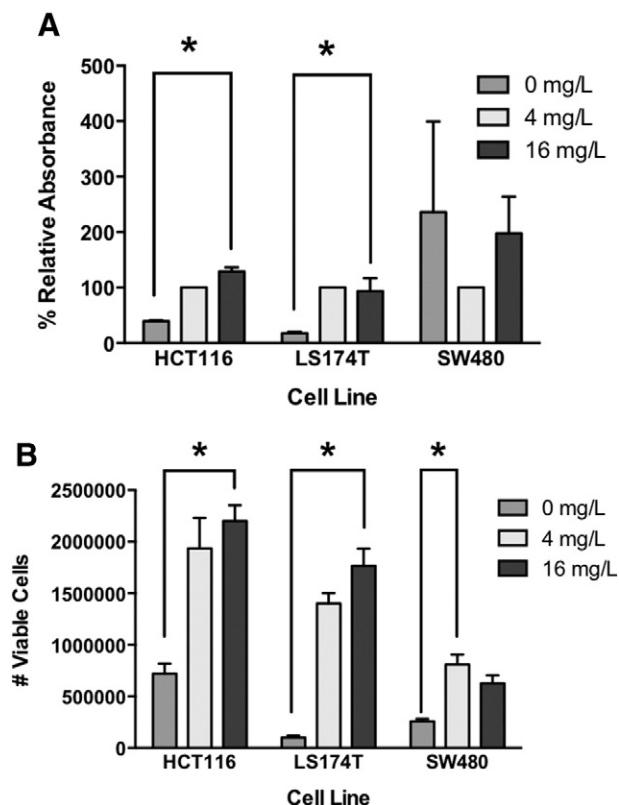 A
* *
500
400
300
200
100
0
% Relative Absorbance
0 mg/L
4 mg/L
16 mg/L
HCT116 LS174T SW480
Cell Line
B
* * *
2500000
2000000
1500000
1000000
500000
0
# Viable Cells
0 mg/L
4 mg/L
16 mg/L
HCT116 LS174T SW480
Cell Line